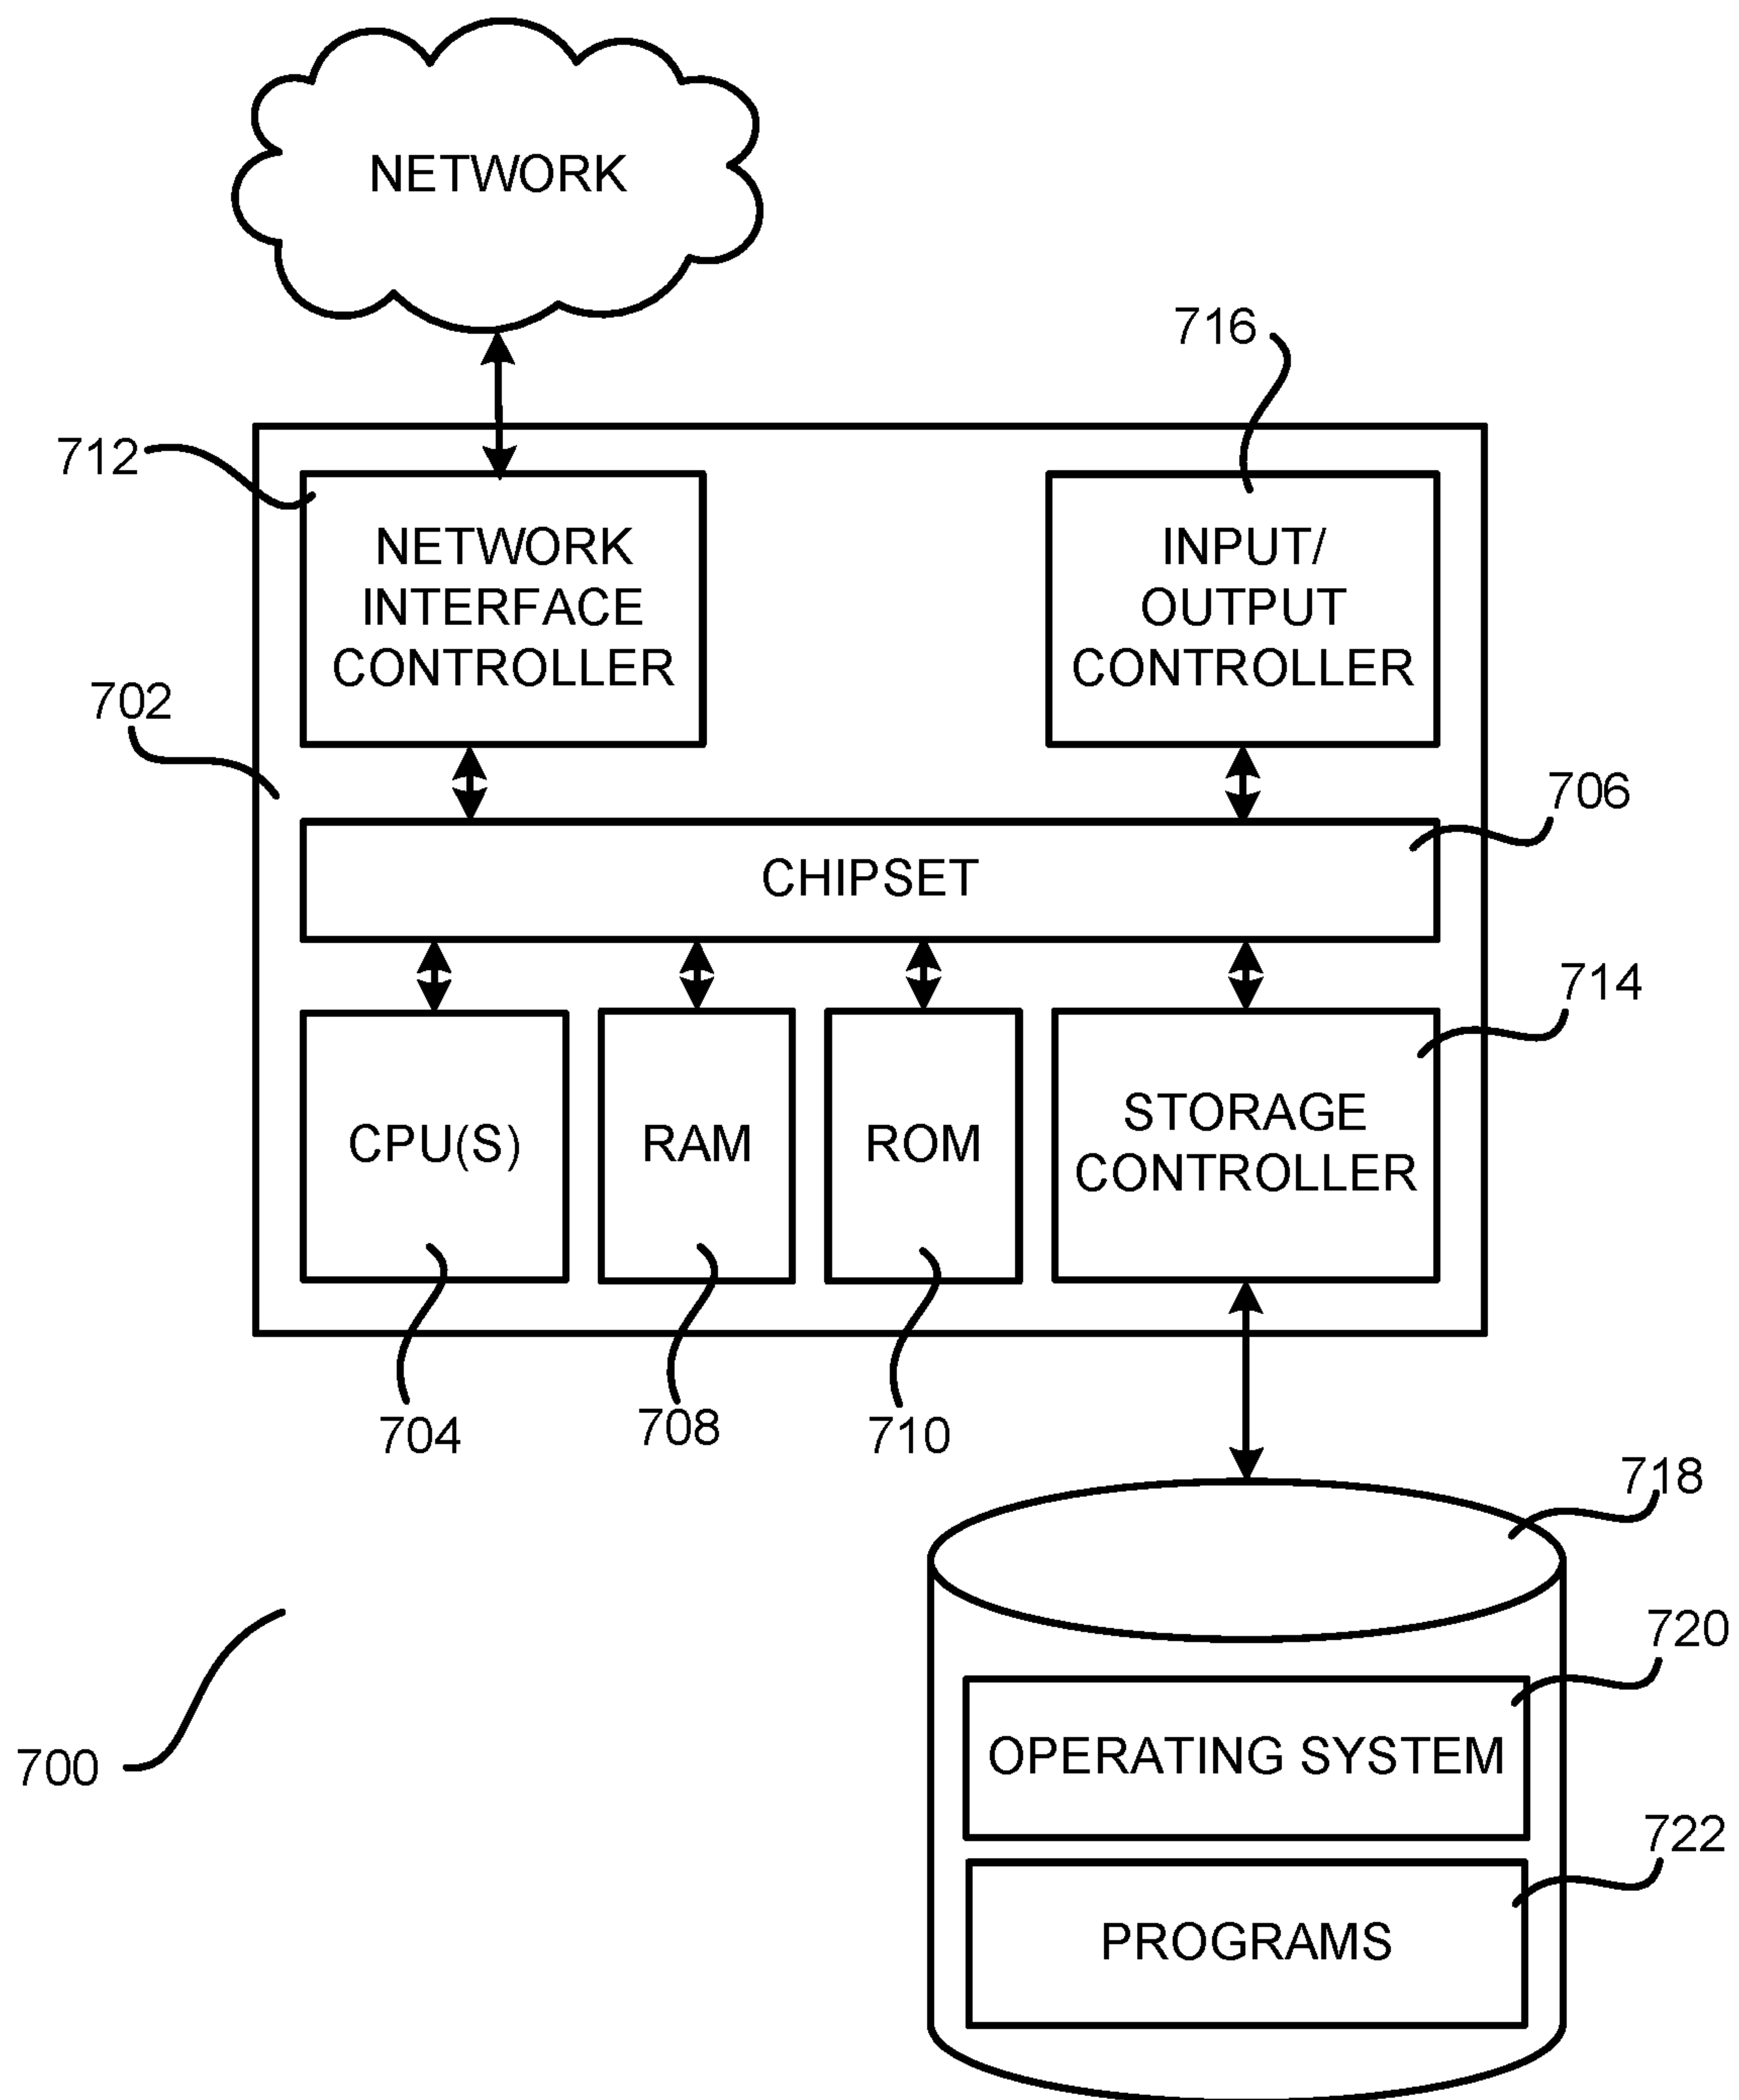 NETWORK
716
712
NETWORK
INTERFACE
CONTROLLER
INPUT/
OUTPUT
CONTROLLER
702
706
CHIPSET
714
CPU(S)
RAM
ROM
STORAGE
CONTROLLER
704
708
710
718
720
OPERATING SYSTEM
700
722
PROGRAMS